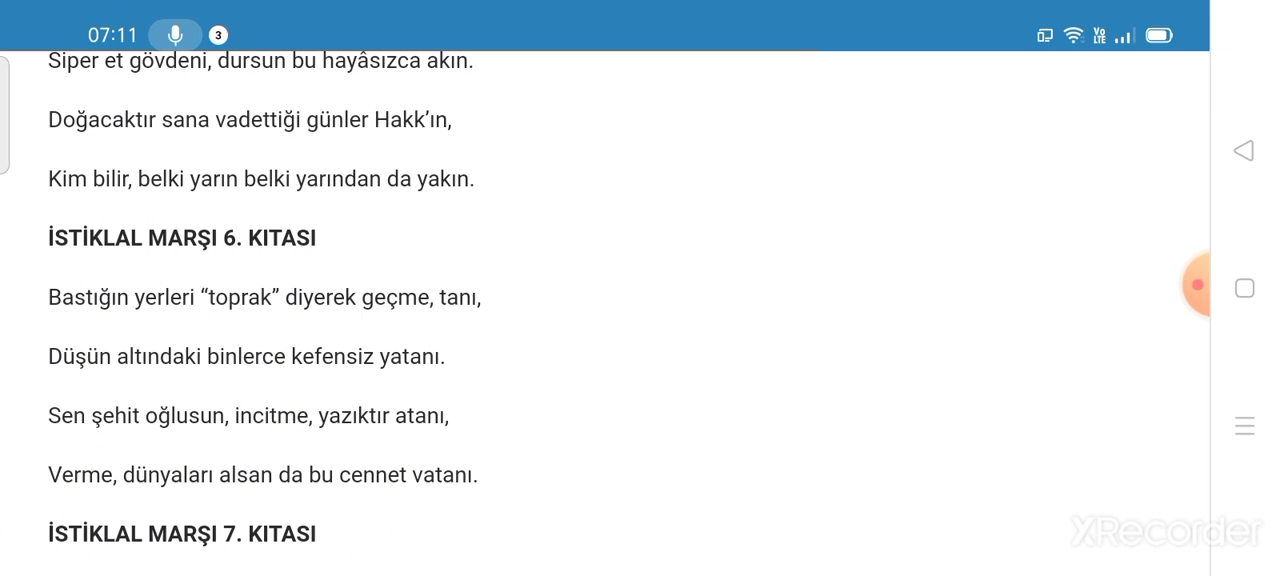 07:11
3
Vo
LTE
Siper et gövdeni, dursun bu hayâsızca akın.
Doğacaktır sana vadettiği günler Hakk’ın,
Kim bilir, belki yarın belki yarından da yakın.
İSTİKLAL MARŞI 6. KITASI
Bastığın yerleri “toprak” diyerek geçme, tanı,
Düşün altındaki binlerce kefensiz yatanı.
Sen şehit oğlusun, incitme, yazıktır atanı,
Verme, dünyaları alsan da bu cennet vatanı.
İSTİKLAL MARŞI 7. KITASI
XRecorder